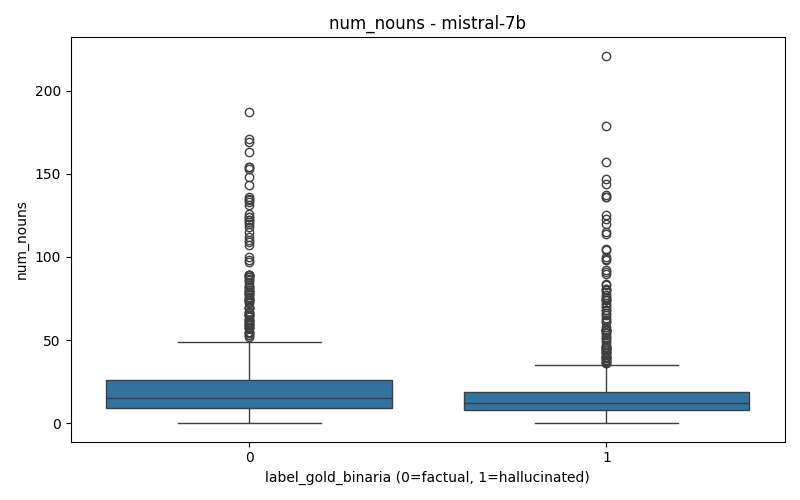 num_nouns - mistral-7b
num_nouns
200
150
100
50
0
0
1
label_gold_binaria (0=factual, 1=hallucinated)